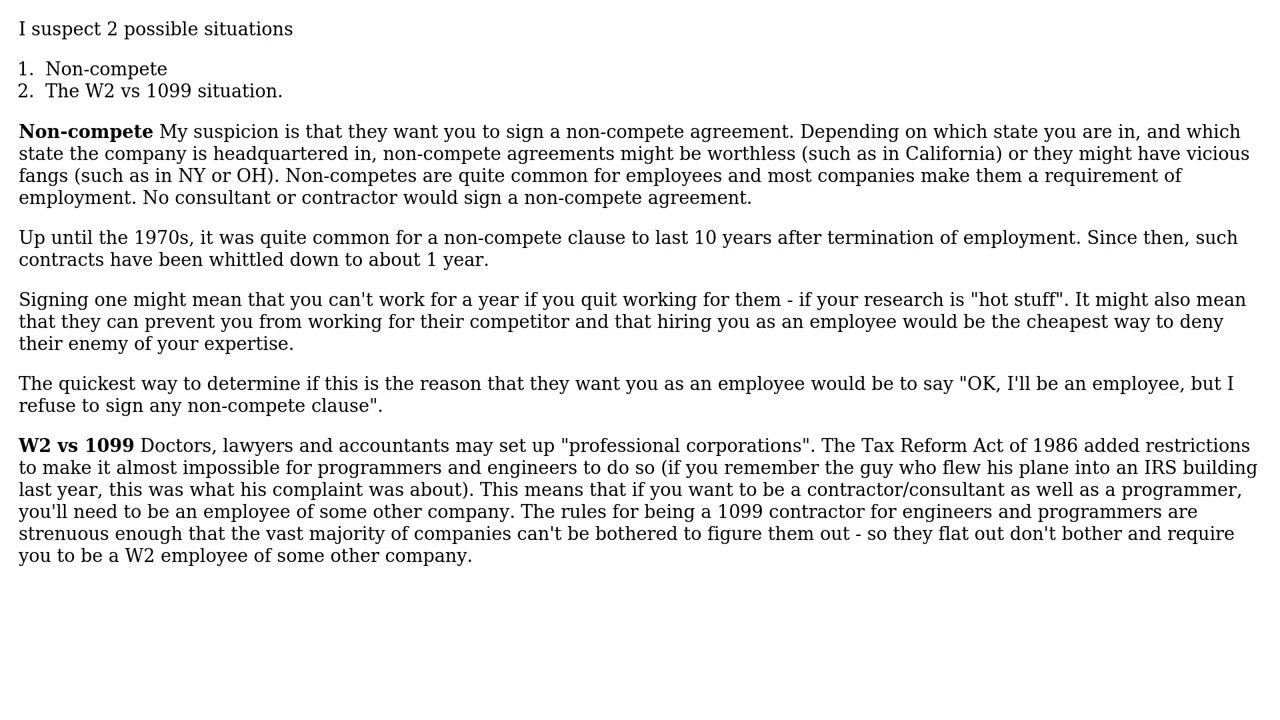 I suspect 2 possible situations
1. Non-compete
2. The W2 vs 1099 situation.
Non-compete My suspicion is that they want you to sign a non-compete agreement. Depending on which state you are in, and which
state the company is headquartered in, non-compete agreements might be worthless (such as in California) or they might have vicious
fangs (such as in NY or OH). Non-competes are quite common for employees and most companies make them a requirement of
employment. No consultant or contractor would sign a non-compete agreement.
Up until the 1970s, it was quite common for a non-compete clause to last 10 years after termination of employment. Since then, such
contracts have been whittled down to about 1 year.
Signing one might mean that you can't work for a year if you quit working for them - if your research is "hot stuff". It might also mean
that they can prevent you from working for their competitor and that hiring you as an employee would be the cheapest way to deny
their enemy of your expertise.
The quickest way to determine if this is the reason that they want you as an employee would be to say "OK, I'll be an employee, but I
refuse to sign any non-compete clause".
W2 vs 1099 Doctors, lawyers and accountants may set up "professional corporations". The Tax Reform Act of 1986 added restrictions
to make it almost impossible for programmers and engineers to do so (if you remember the guy who flew his plane into an IRS building
last year, this was what his complaint was about). This means that if you want to be a contractor/consultant as well as a programmer,
you'll need to be an employee of some other company. The rules for being a 1099 contractor for engineers and programmers are
strenuous enough that the vast majority of companies can't be bothered to figure them out - so they flat out don't bother and require
you to be a W2 employee of some other company.